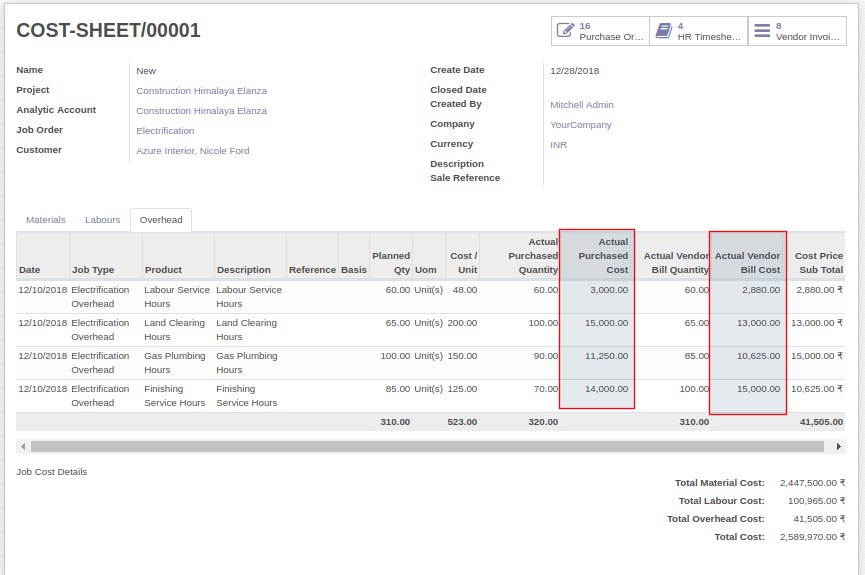 COST-SHEET/00001
16
Purchase Or...
4
HR Timeshe...
8
Vendor Invoi...
Name New
Project Construction Himalaya Elanza
Analytic Account Construction Himalaya Elanza
Job Order Electrification
Customer Azure Interior, Nicole Ford
Create Date 12/28/2018
Closed Date
Created By Mitchell Admin
Company YourCompany
Currency INR
Description
Sale Reference
Materials Labours Overhead
Date Job Type Product Description Reference Basis Planned Qty Uom Cost / Unit Actual Purchased Quantity Actual Purchased Cost Actual Vendor Bill Quantity Actual Vendor Bill Cost Cost Price Sub Total
12/10/2018 Electrification Overhead Labour Service Hours Labour Service Hours 60.00 Unit(s) 48.00 60.00 3,000.00 60.00 2,880.00 2,880.00 ₹
12/10/2018 Electrification Overhead Land Clearing Hours Land Clearing Hours 65.00 Unit(s) 200.00 100.00 15,000.00 65.00 13,000.00 13,000.00 ₹
12/10/2018 Electrification Overhead Gas Plumbing Hours Gas Plumbing Hours 100.00 Unit(s) 150.00 90.00 11,250.00 85.00 10,625.00 15,000.00 ₹
12/10/2018 Electrification Overhead Finishing Service Hours Finishing Service Hours 85.00 Unit(s) 125.00 70.00 14,000.00 100.00 15,000.00 10,625.00 ₹
310.00 523.00 320.00 310.00 41,505.00
Job Cost Details
Total Material Cost: 2,447,500.00 ₹
Total Labour Cost: 100,965.00 ₹
Total Overhead Cost: 41,505.00 ₹
Total Cost: 2,589,970.00 ₹